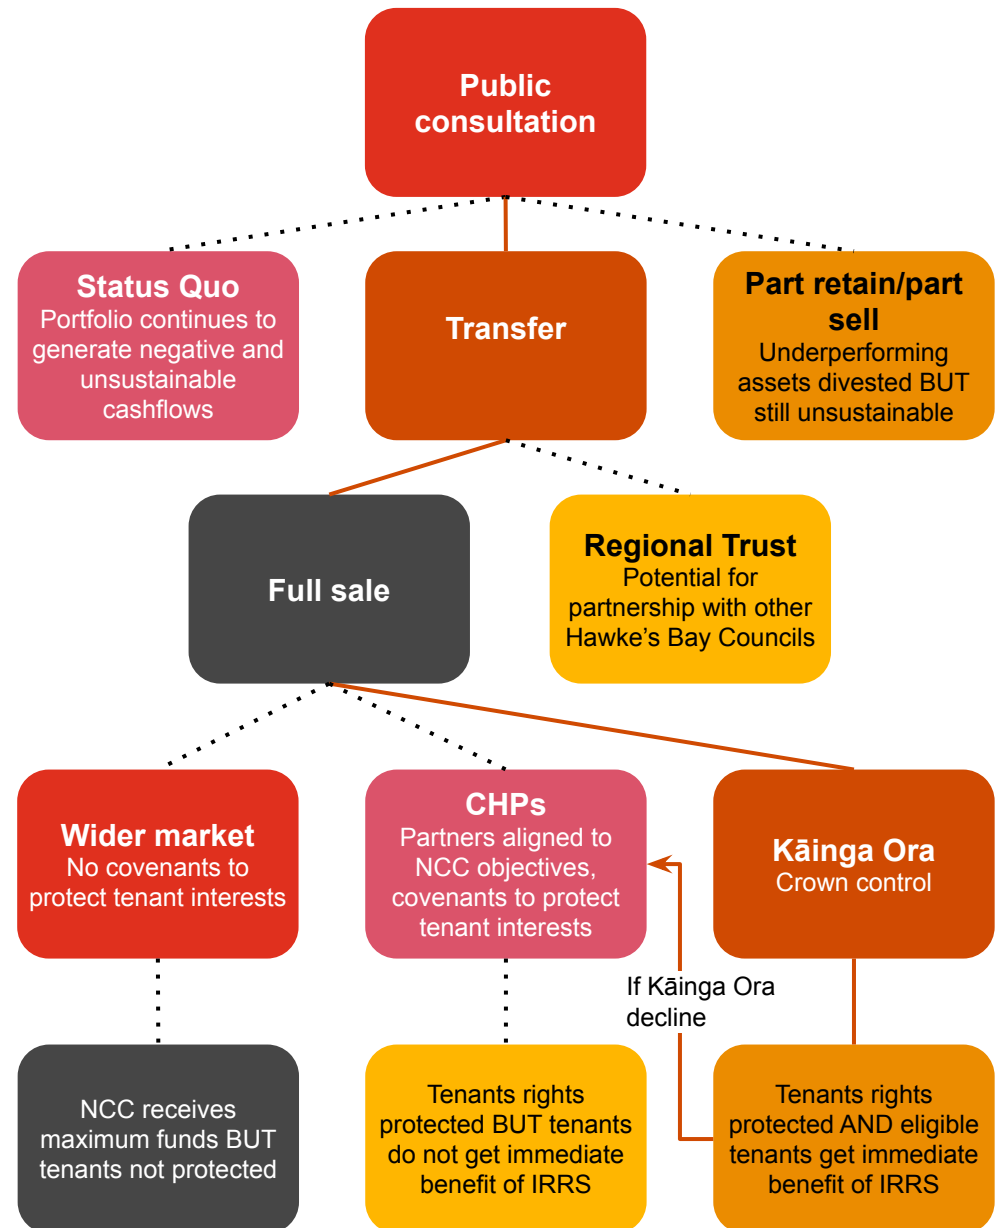 Public
consultation
Status Quo
Portfolio continues to
generate negative and
unsustainable
cashflows
Transfer
Part retain/part
sell
Underperforming
assets divested BUT
still unsustainable
Full sale
Regional Trust
Potential for
partnership with other
Hawke's Bay Councils
Wider market
No covenants to
protect tenant interests
CHPs
Partners aligned to
NCC objectives,
covenants to protect
tenant interests
Kāinga Ora
Crown control
If Kāinga Ora
decline
NCC receives
maximum funds BUT
tenants not protected
Tenants rights
protected BUT tenants
do not get immediate
benefit of IRRS
Tenants rights
protected AND eligible
tenants get immediate
benefit of IRRS